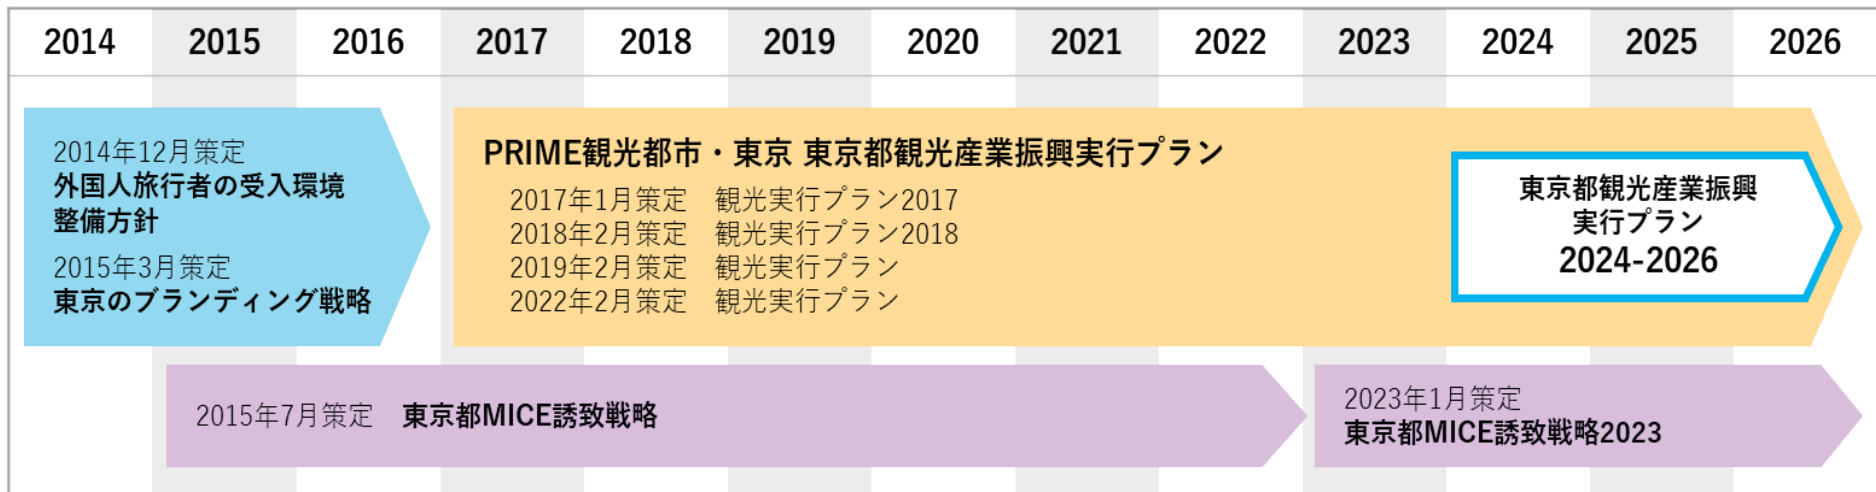 2014 2015 2016 2017 2018 2019 2020 2021 2022 2023 2024 2025 2026
2014年12月策定
外国人旅行者の受入環境
整備方針
2015年3月策定
東京のブランディング戦略
PRIME観光都市・東京 東京都観光産業振興実行プラン
2017年1月策定 観光実行プラン2017
2018年2月策定 観光実行プラン2018
2019年2月策定 観光実行プラン
2022年2月策定 観光実行プラン
東京都観光産業振興
実行プラン
2024-2026
2015年7月策定 東京都MICE誘致戦略
2023年1月策定
東京都MICE誘致戦略2023